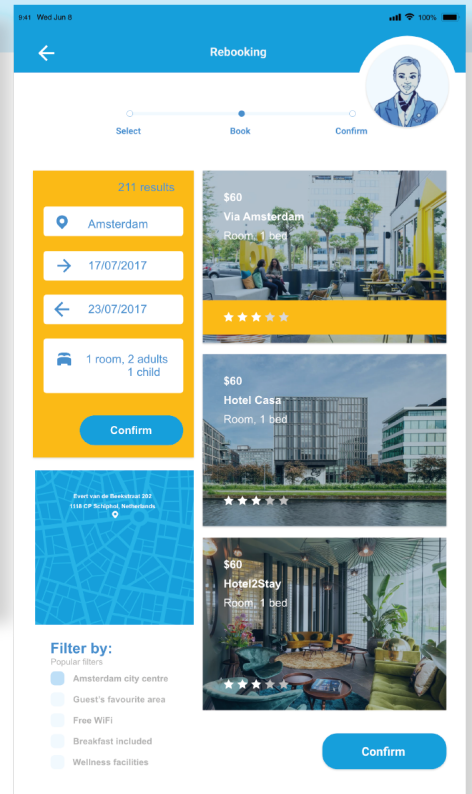 9:41 Wed Jun 8
100%
Rebooking
Select
Book
Confirm
211 results
Amsterdam
17/07/2017
23/07/2017
1 room, 2 adults
1 child
Confirm
Evert van de Beekstraat 202
1118 CP Schiphol, Netherlands
Filter by:
Popular filters
Amsterdam city centre
Guest's favourite area
Free WiFi
Breakfast included
Wellness facilities
$60
Via Amsterdam
Room, 1 bed
$60
Hotel Casa
Room, 1 bed
$60
Hotel2Stay
Room, 1 bed
Confirm